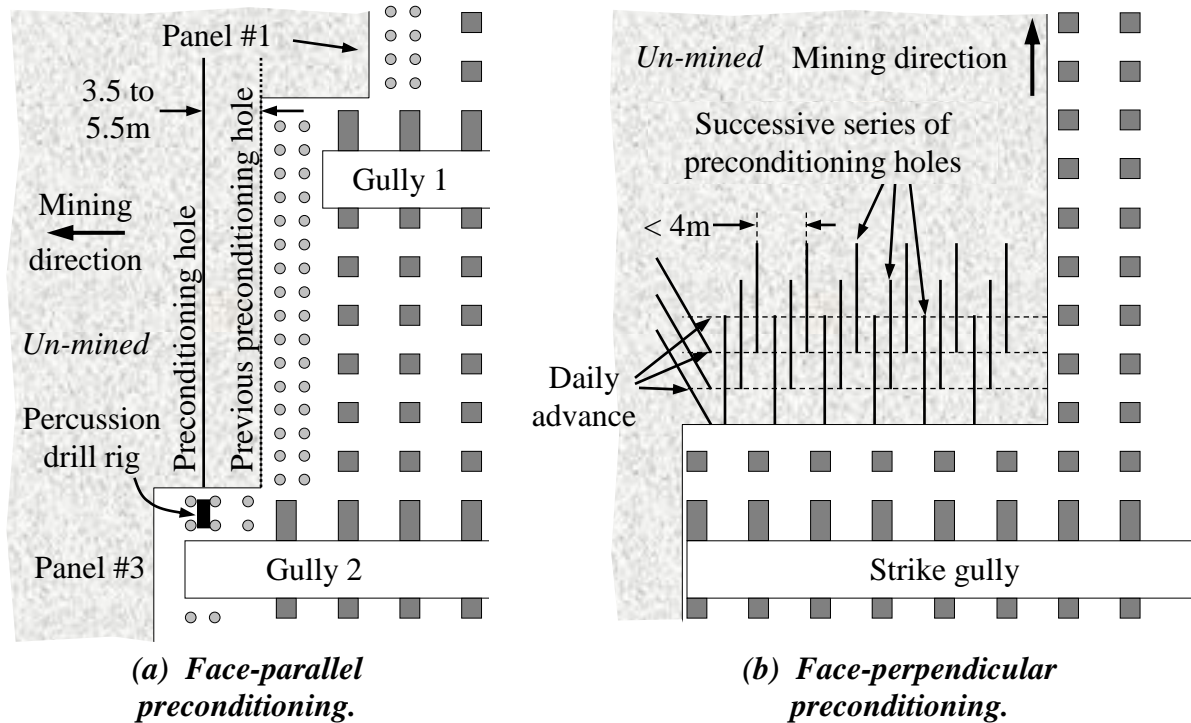 Panel #1
3.5 to
5.5m
Previous preconditioning hole
Preconditioning hole
Gully 1
Mining
direction
Un-mined
Percussion
drill rig
Panel #3
Gully 2
(a) Face-parallel
preconditioning.
Un-mined
Mining direction
Successive series of
preconditioning holes
< 4m
Daily
advance
Strike gully
(b) Face-perpendicular
preconditioning.